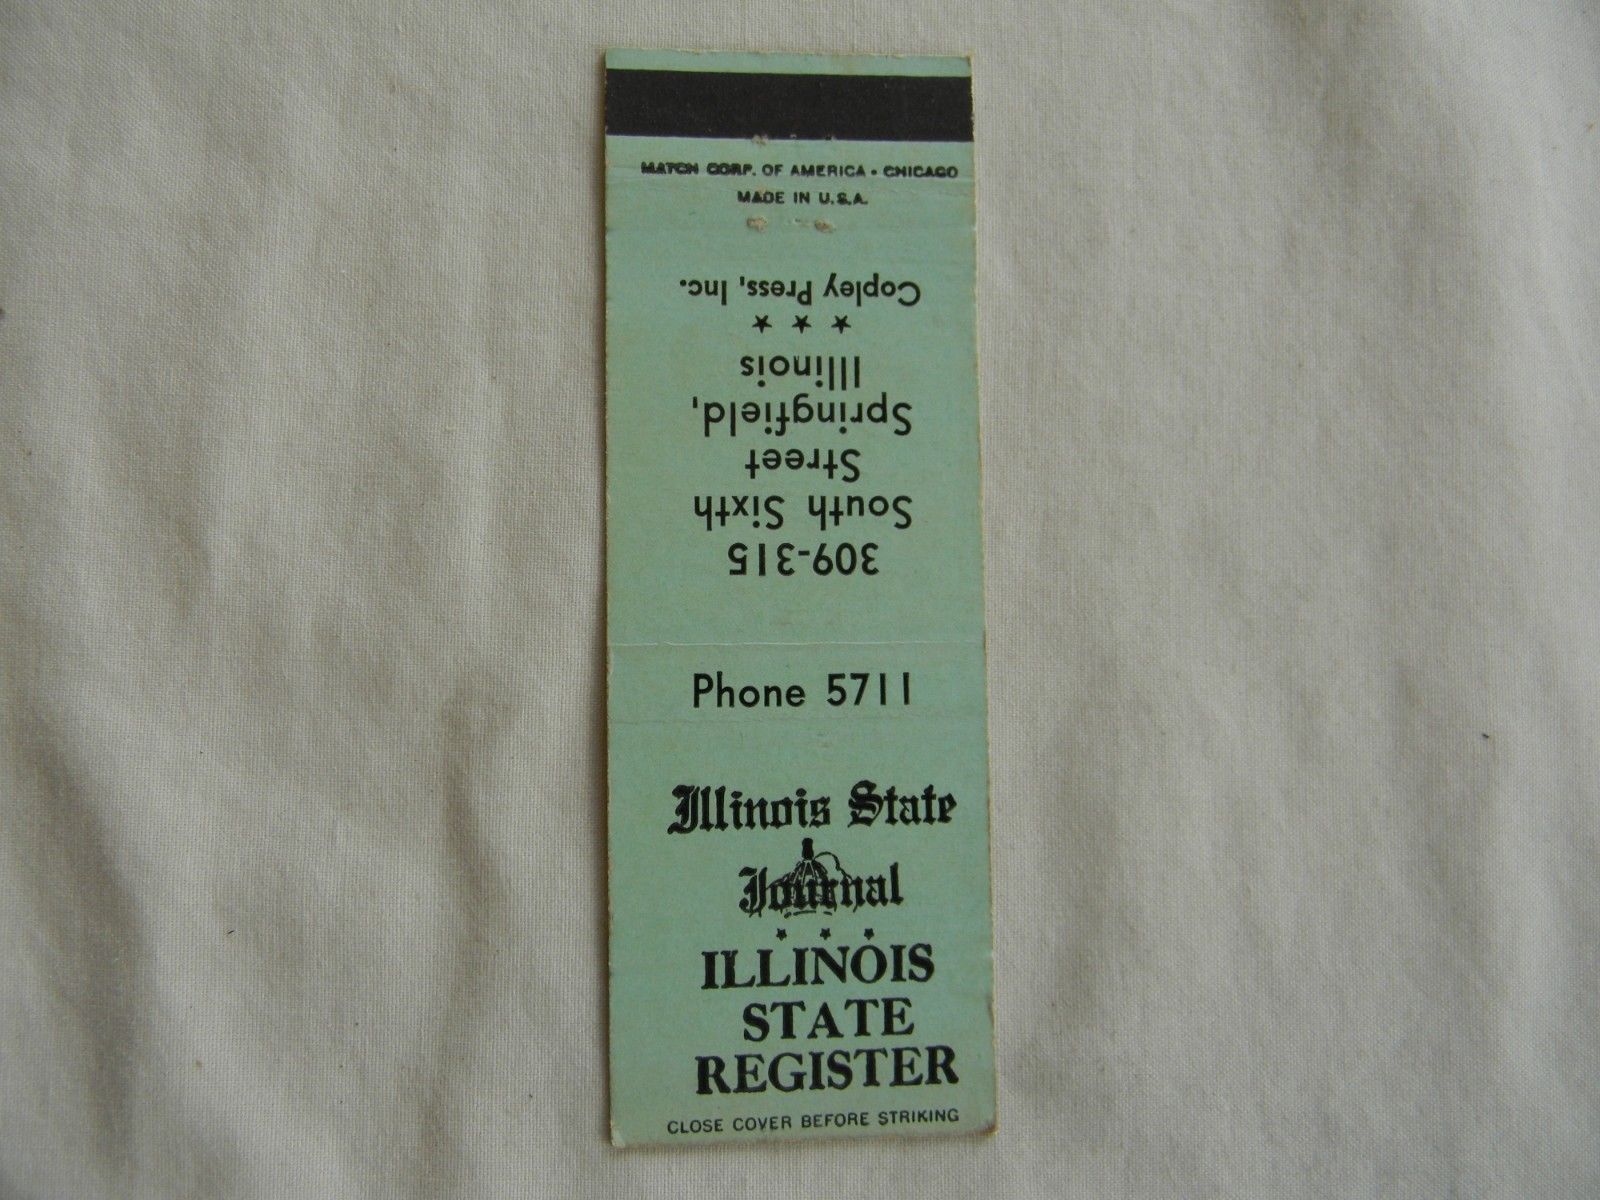 MATCH CORP. OF AMERICA • CHICAGO
MADE IN U.S.A.
309-315
South Sixth
Street
Springfield,
Illinois
★ ★ ★
Copley Press, Inc.
Phone 5711
Illinois State
Journal
★ ★ ★
ILLINOIS
STATE
REGISTER
CLOSE COVER BEFORE STRIKING